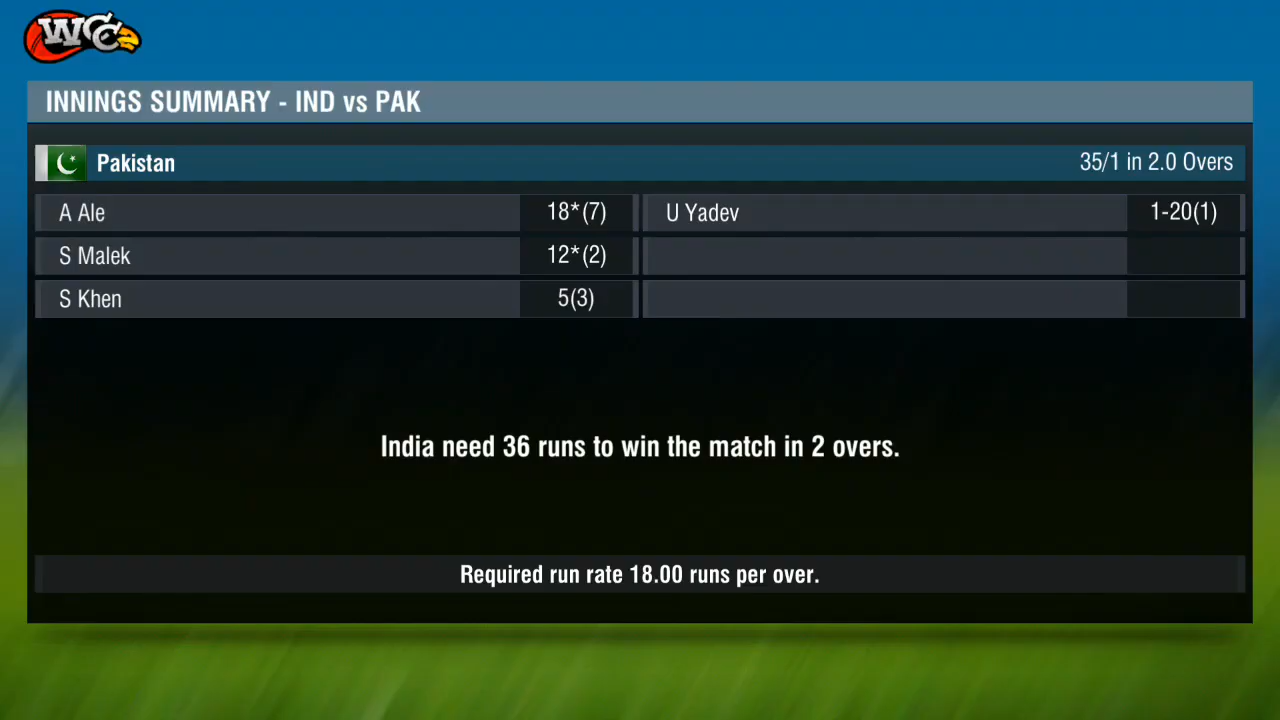 WCC
INNINGS SUMMARY - IND vs PAK
Pakistan 35/1 in 2.0 Overs
A Ale 18*(7) U Yadev 1-20(1)
S Malek 12*(2)
S Khen 5(3)
India need 36 runs to win the match in 2 overs.
Required run rate 18.00 runs per over.